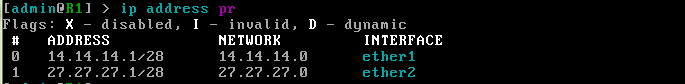 [admin@R1] > ip address pr
Flags: X - disabled, I - invalid, D - dynamic
# ADDRESS NETWORK INTERFACE
0 14.14.14.1/28 14.14.14.0 ether1
1 27.27.27.1/28 27.27.27.0 ether2